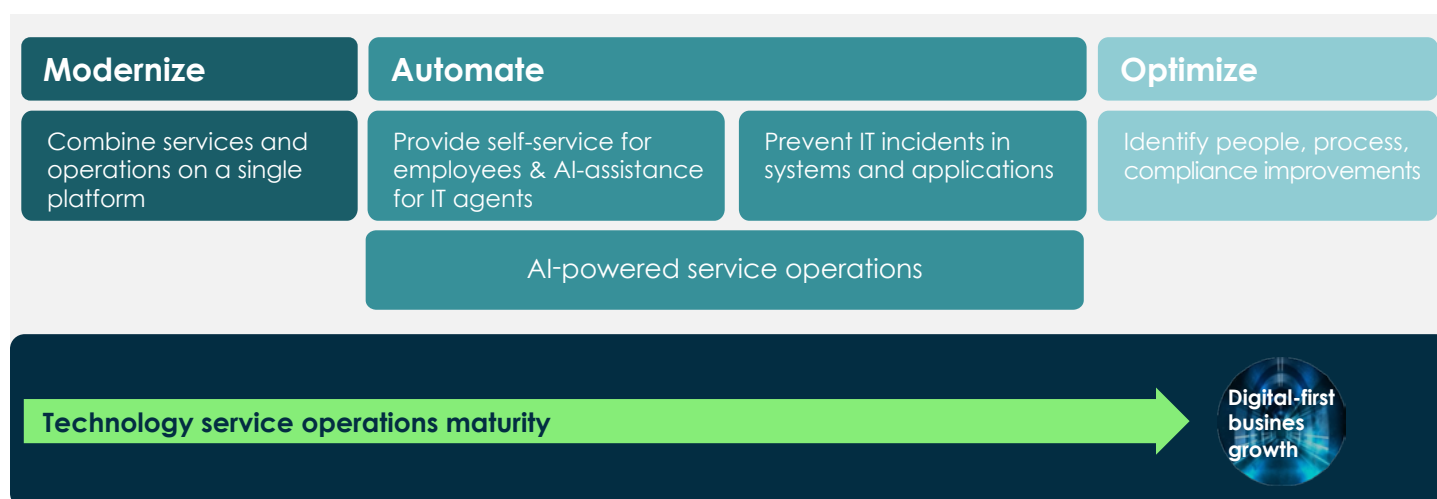 Modernize
Automate
Optimize
Combine services and
operations on a single
platform
Provide self-service for
employees & AI-assistance
for IT agents
Prevent IT incidents in
systems and applications
Identify people, process,
compliance improvements
AI-powered service operations
Technology service operations maturity
Digital-first
busines
growth